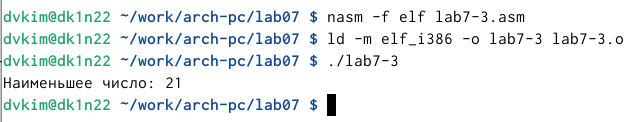 dvkim@dk1n22 ~/work/arch-pc/lab07 $ nasm -f elf lab7-3.asm
dvkim@dk1n22 ~/work/arch-pc/lab07 $ ld -m elf_i386 -o lab7-3 lab7-3.o
dvkim@dk1n22 ~/work/arch-pc/lab07 $ ./lab7-3
Наименьшее число: 21
dvkim@dk1n22 ~/work/arch-pc/lab07 $